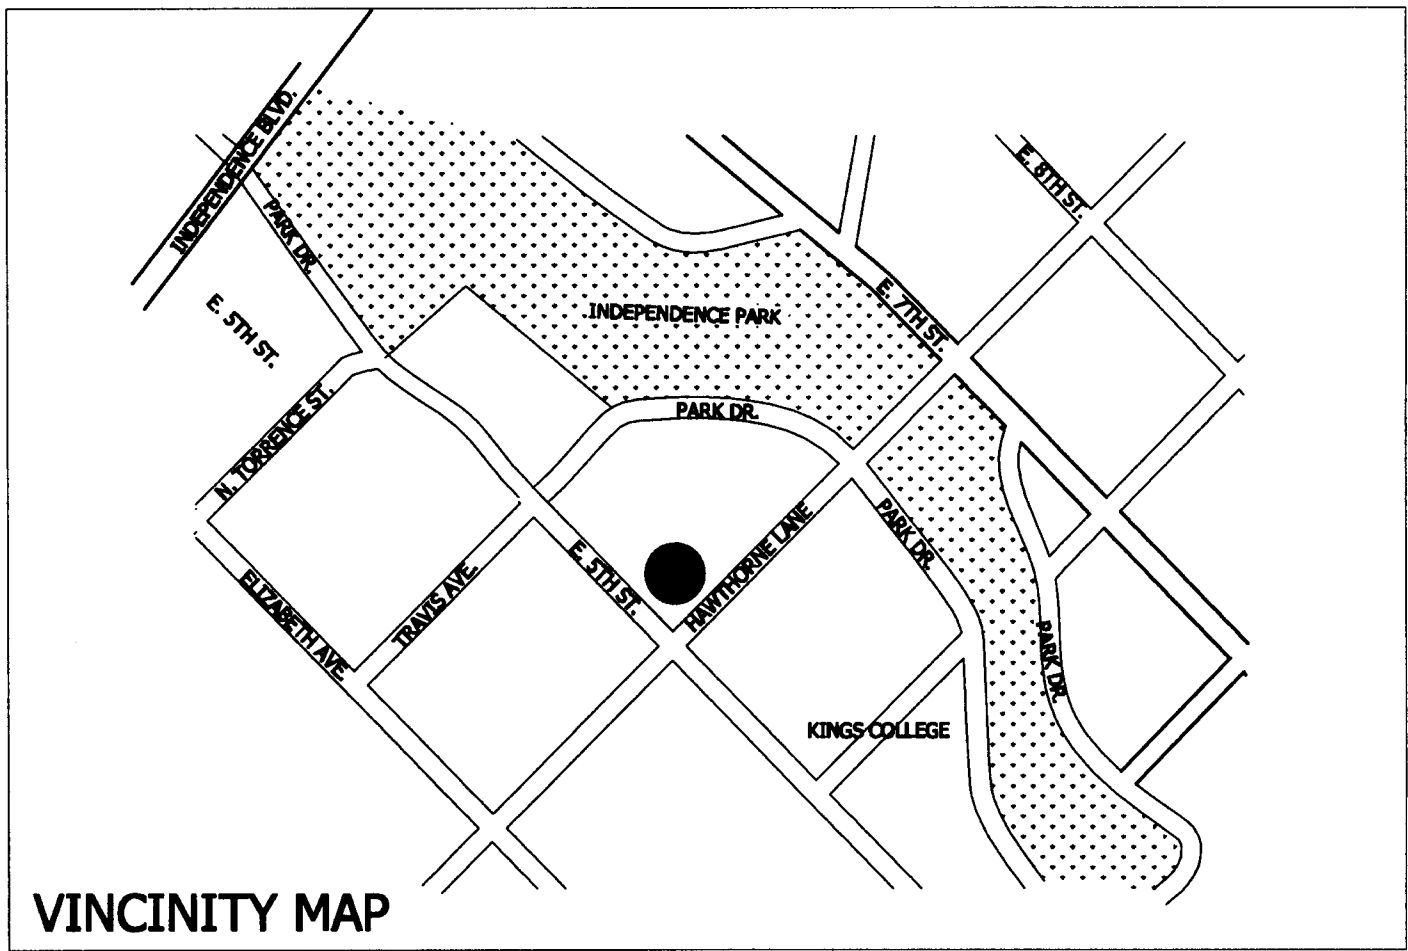 INDEPENDENCE BLVD.
E. 8TH ST.
PARK DR.
E. 5TH ST.
E. 7TH ST.
INDEPENDENCE PARK
N. TORRENCE ST.
PARK DR.
PARK DR.
HAWTHORNE LANE
E. 5TH ST.
TRAVIS AVE.
ELIZABETH AVE.
PARK DR.
KINGS COLLEGE
VINCINITY MAP